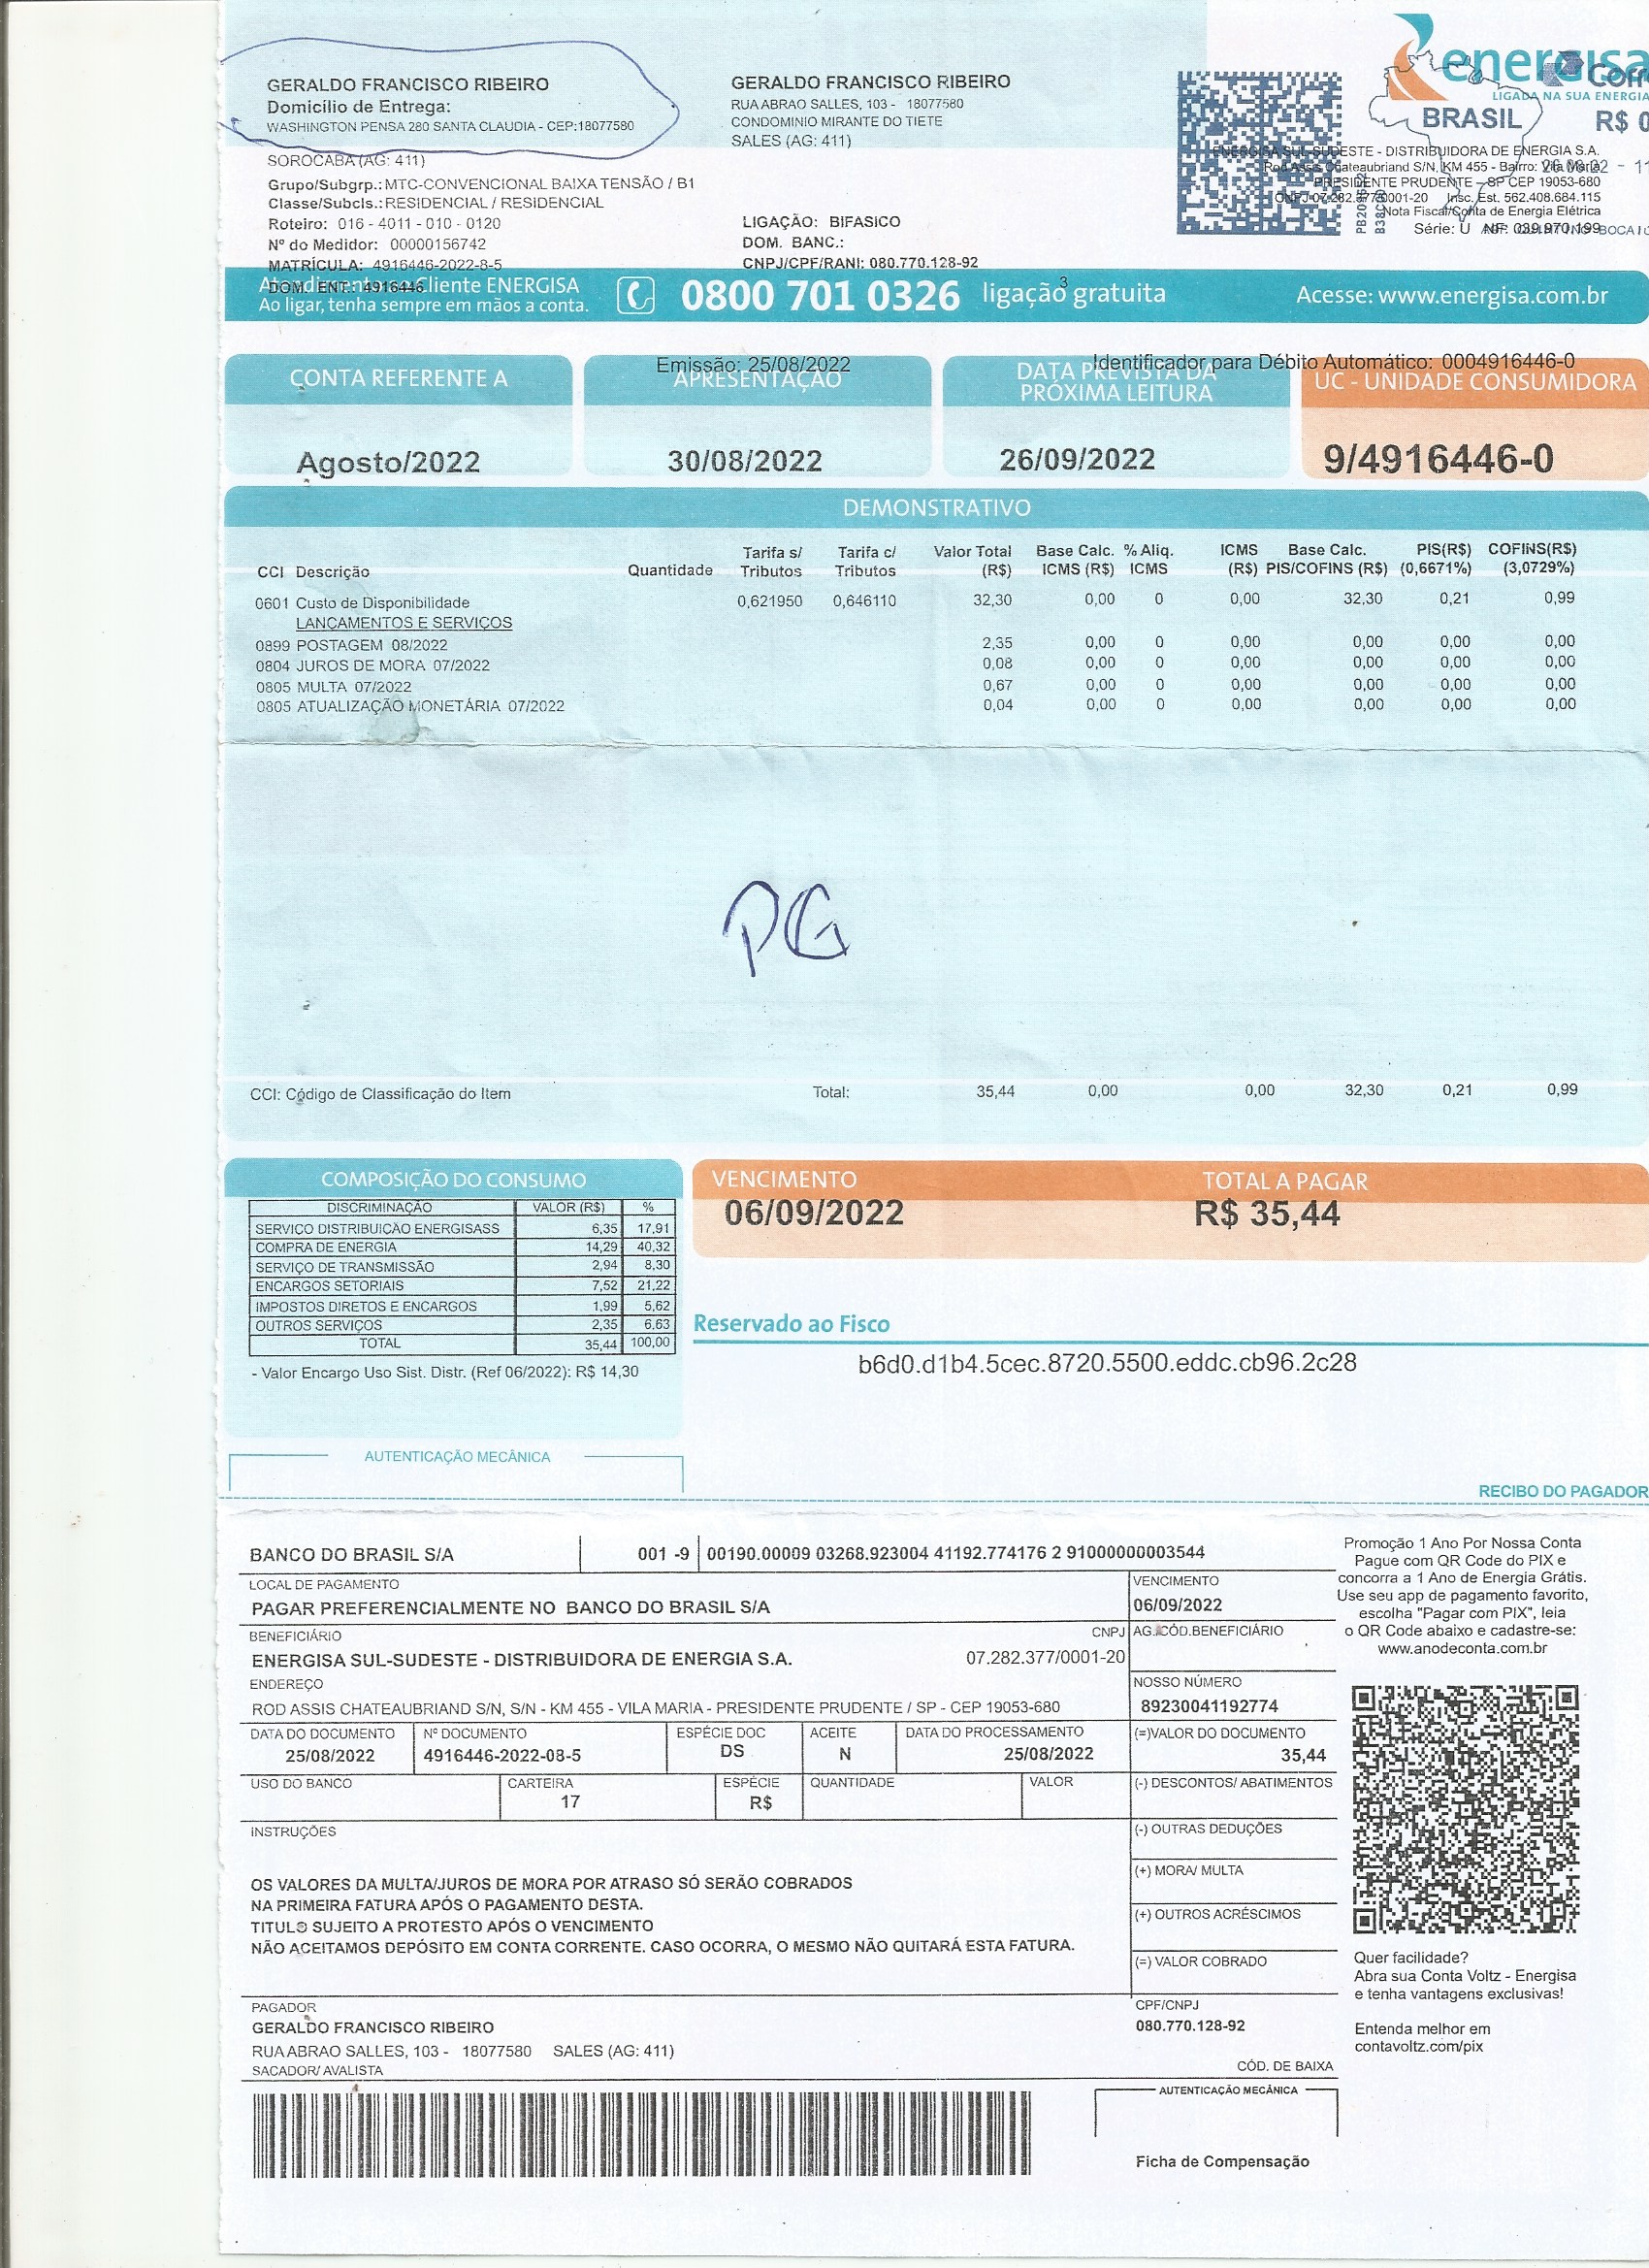 GERALDO FRANCISCO RIBEIRO
Domicílio de Entrega:
WASHINGTON PENSA 280 SANTA CLAUDIA - CEP:18077580
SOROCABA (AG: 411)
Grupo/Subgrp.: MTC-CONVENCIONAL BAIXA TENSÃO / B1
Classe/Subcls.: RESIDENCIAL / RESIDENCIAL
Roteiro: 016 - 4011 - 010 - 0120
Nº do Medidor: 00000156742
MATRÍCULA: 4916446-2022-8-5
DOM. ENT.: 4916446
GERALDO FRANCISCO RIBEIRO
RUA ABRAO SALLES, 103 - 18077580
CONDOMINIO MIRANTE DO TIETE
SALES (AG: 411)
LIGAÇÃO: BIFASICO
DOM. BANC.:
CNPJ/CPF/RANI: 080.770.128-92
energisa
LIGADA NA SUA ENERGIA
BRASIL
R$ 0
ENERGISA SUL-SUDESTE - DISTRIBUIDORA DE ENERGIA S.A.
Rod Assis Chateaubriand S/N, KM 455 - Bairro: Vila Maria
PRESIDENTE PRUDENTE - SP CEP 19053-680
CNPJ 07.282.377/0001-20 Insc. Est. 562.408.684.115
Nota Fiscal/Conta de Energia Elétrica
Série: U NF: 039.970.199
Atendimento ao Cliente ENERGISA
Ao ligar, tenha sempre em mãos a conta.
0800 701 0326 ligação gratuita
3
Acesse: www.energisa.com.br
Emissão: 25/08/2022
Identificador para Débito Automático: 0004916446-0
CONTA REFERENTE A
Agosto/2022
APRESENTAÇÃO
30/08/2022
DATA PREVISTA DA
PRÓXIMA LEITURA
26/09/2022
UC - UNIDADE CONSUMIDORA
9/4916446-0
DEMONSTRATIVO
CCI Descrição Quantidade Tarifa s/ Tributos Tarifa c/ Tributos Valor Total (R$) Base Calc. ICMS (R$) % Aliq. ICMS ICMS (R$) Base Calc. PIS/COFINS (R$) PIS(R$) (0,6671%) COFINS(R$) (3,0729%)
0601 Custo de Disponibilidade 0,621950 0,646110 32,30 0,00 0 0,00 32,30 0,21 0,99
LANÇAMENTOS E SERVIÇOS
0899 POSTAGEM 08/2022 2,35 0,00 0 0,00 0,00 0,00 0,00
0804 JUROS DE MORA 07/2022 0,08 0,00 0 0,00 0,00 0,00 0,00
0805 MULTA 07/2022 0,67 0,00 0 0,00 0,00 0,00 0,00
0805 ATUALIZAÇÃO MONETÁRIA 07/2022 0,04 0,00 0 0,00 0,00 0,00 0,00
PG
CCI: Código de Classificação do Item Total: 35,44 0,00 0,00 32,30 0,21 0,99
COMPOSIÇÃO DO CONSUMO
DISCRIMINAÇÃO VALOR (R$) %
SERVIÇO DISTRIBUIÇÃO ENERGISASS 6,35 17,91
COMPRA DE ENERGIA 14,29 40,32
SERVIÇO DE TRANSMISSÃO 2,94 8,30
ENCARGOS SETORIAIS 7,52 21,22
IMPOSTOS DIRETOS E ENCARGOS 1,99 5,62
OUTROS SERVIÇOS 2,35 6,63
TOTAL 35,44 100,00
- Valor Encargo Uso Sist. Distr. (Ref 06/2022): R$ 14,30
VENCIMENTO
06/09/2022
TOTAL A PAGAR
R$ 35,44
Reservado ao Fisco
b6d0.d1b4.5cec.8720.5500.eddc.cb96.2c28
AUTENTICAÇÃO MECÂNICA
RECIBO DO PAGADOR
BANCO DO BRASIL S/A 001 -9 00190.00009 03268.923004 41192.774176 2 91000000003544
LOCAL DE PAGAMENTO
PAGAR PREFERENCIALMENTE NO BANCO DO BRASIL S/A
VENCIMENTO
06/09/2022
BENEFICIÁRIO
ENERGISA SUL-SUDESTE - DISTRIBUIDORA DE ENERGIA S.A.
CNPJ
07.282.377/0001-20
AG.CÓD.BENEFICIÁRIO
ENDEREÇO
ROD ASSIS CHATEAUBRIAND S/N, S/N - KM 455 - VILA MARIA - PRESIDENTE PRUDENTE / SP - CEP 19053-680
NOSSO NÚMERO
89230041192774
DATA DO DOCUMENTO
25/08/2022
Nº DOCUMENTO
4916446-2022-08-5
ESPÉCIE DOC
DS
ACEITE
N
DATA DO PROCESSAMENTO
25/08/2022
(=)VALOR DO DOCUMENTO
35,44
USO DO BANCO
CARTEIRA
17
ESPÉCIE
R$
QUANTIDADE
VALOR
(-) DESCONTOS/ ABATIMENTOS
INSTRUÇÕES
(-) OUTRAS DEDUÇÕES
(+) MORA/ MULTA
(+) OUTROS ACRÉSCIMOS
(=) VALOR COBRADO
OS VALORES DA MULTA/JUROS DE MORA POR ATRASO SÓ SERÃO COBRADOS
NA PRIMEIRA FATURA APÓS O PAGAMENTO DESTA.
TITULO SUJEITO A PROTESTO APÓS O VENCIMENTO
NÃO ACEITAMOS DEPÓSITO EM CONTA CORRENTE. CASO OCORRA, O MESMO NÃO QUITARÁ ESTA FATURA.
PAGADOR
GERALDO FRANCISCO RIBEIRO
RUA ABRAO SALLES, 103 - 18077580 SALES (AG: 411)
SACADOR/ AVALISTA
CPF/CNPJ
080.770.128-92
CÓD. DE BAIXA
AUTENTICAÇÃO MECÂNICA
Ficha de Compensação
Promoção 1 Ano Por Nossa Conta
Pague com QR Code do PIX e
concorra a 1 Ano de Energia Grátis.
Use seu app de pagamento favorito,
escolha "Pagar com PIX", leia
o QR Code abaixo e cadastre-se:
www.anodeconta.com.br
Quer facilidade?
Abra sua Conta Voltz - Energisa
e tenha vantagens exclusivas!
Entenda melhor em
contavoltz.com/pix